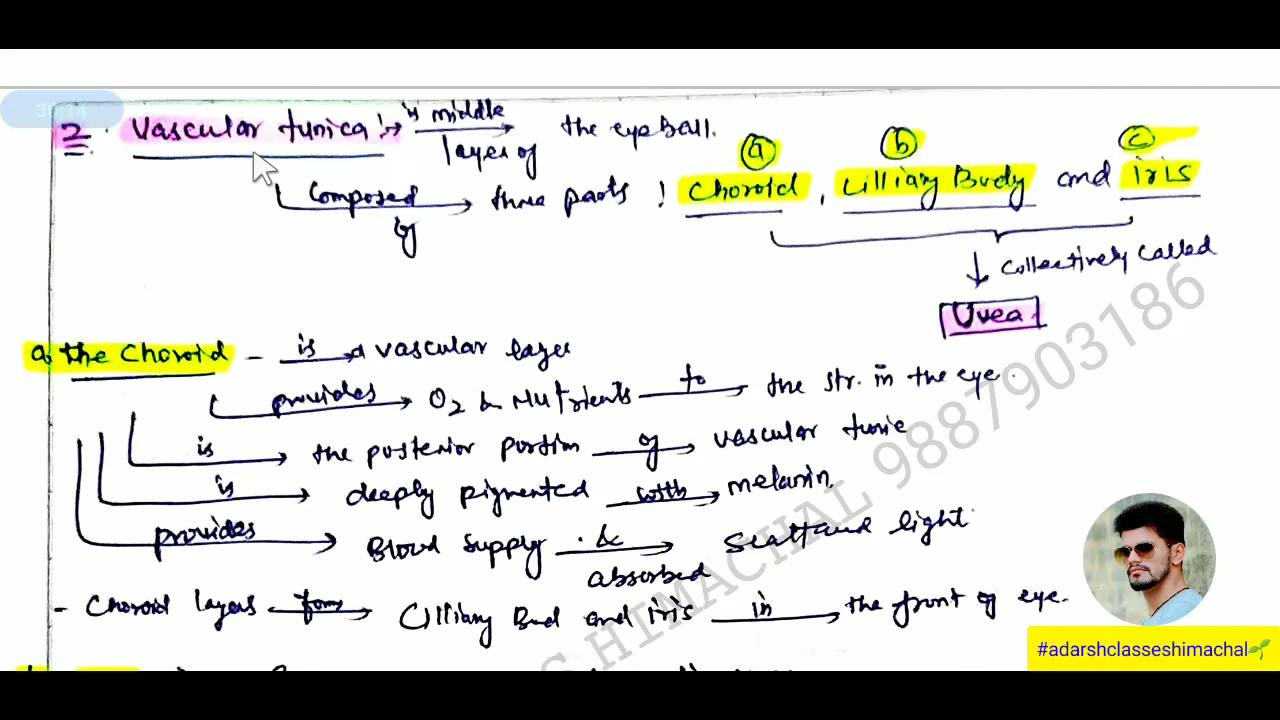 2. Vascular tunica :→ is middle layer of the eyeBall.
composed of three parts : (a) Choroid, (b) Cilliary Body and (c) iris
collectively called
Uvea.
a. the Choroid - is a vascular layer
provides O2 & Nutrients to the str. in the eye.
is the posterior portion of vascular tunic
is deeply pigmented with melanin.
provides Blood supply & absorbed light
- Choroid layers form Cilliary Bod and iris in the front of eye.
HIMACHAL 9887903186
#adarshclasseshimachal🌱